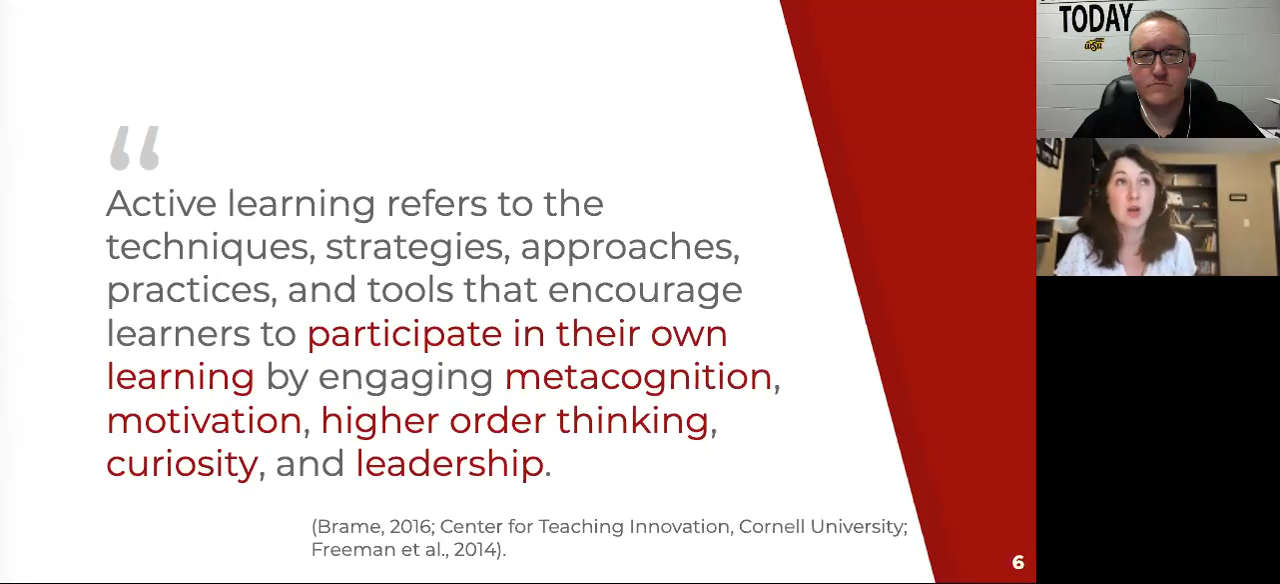 “
Active learning refers to the
techniques, strategies, approaches,
practices, and tools that encourage
learners to participate in their own
learning by engaging metacognition,
motivation, higher order thinking,
curiosity, and leadership.
(Brame, 2016; Center for Teaching Innovation, Cornell University;
Freeman et al., 2014).
6
TODAY